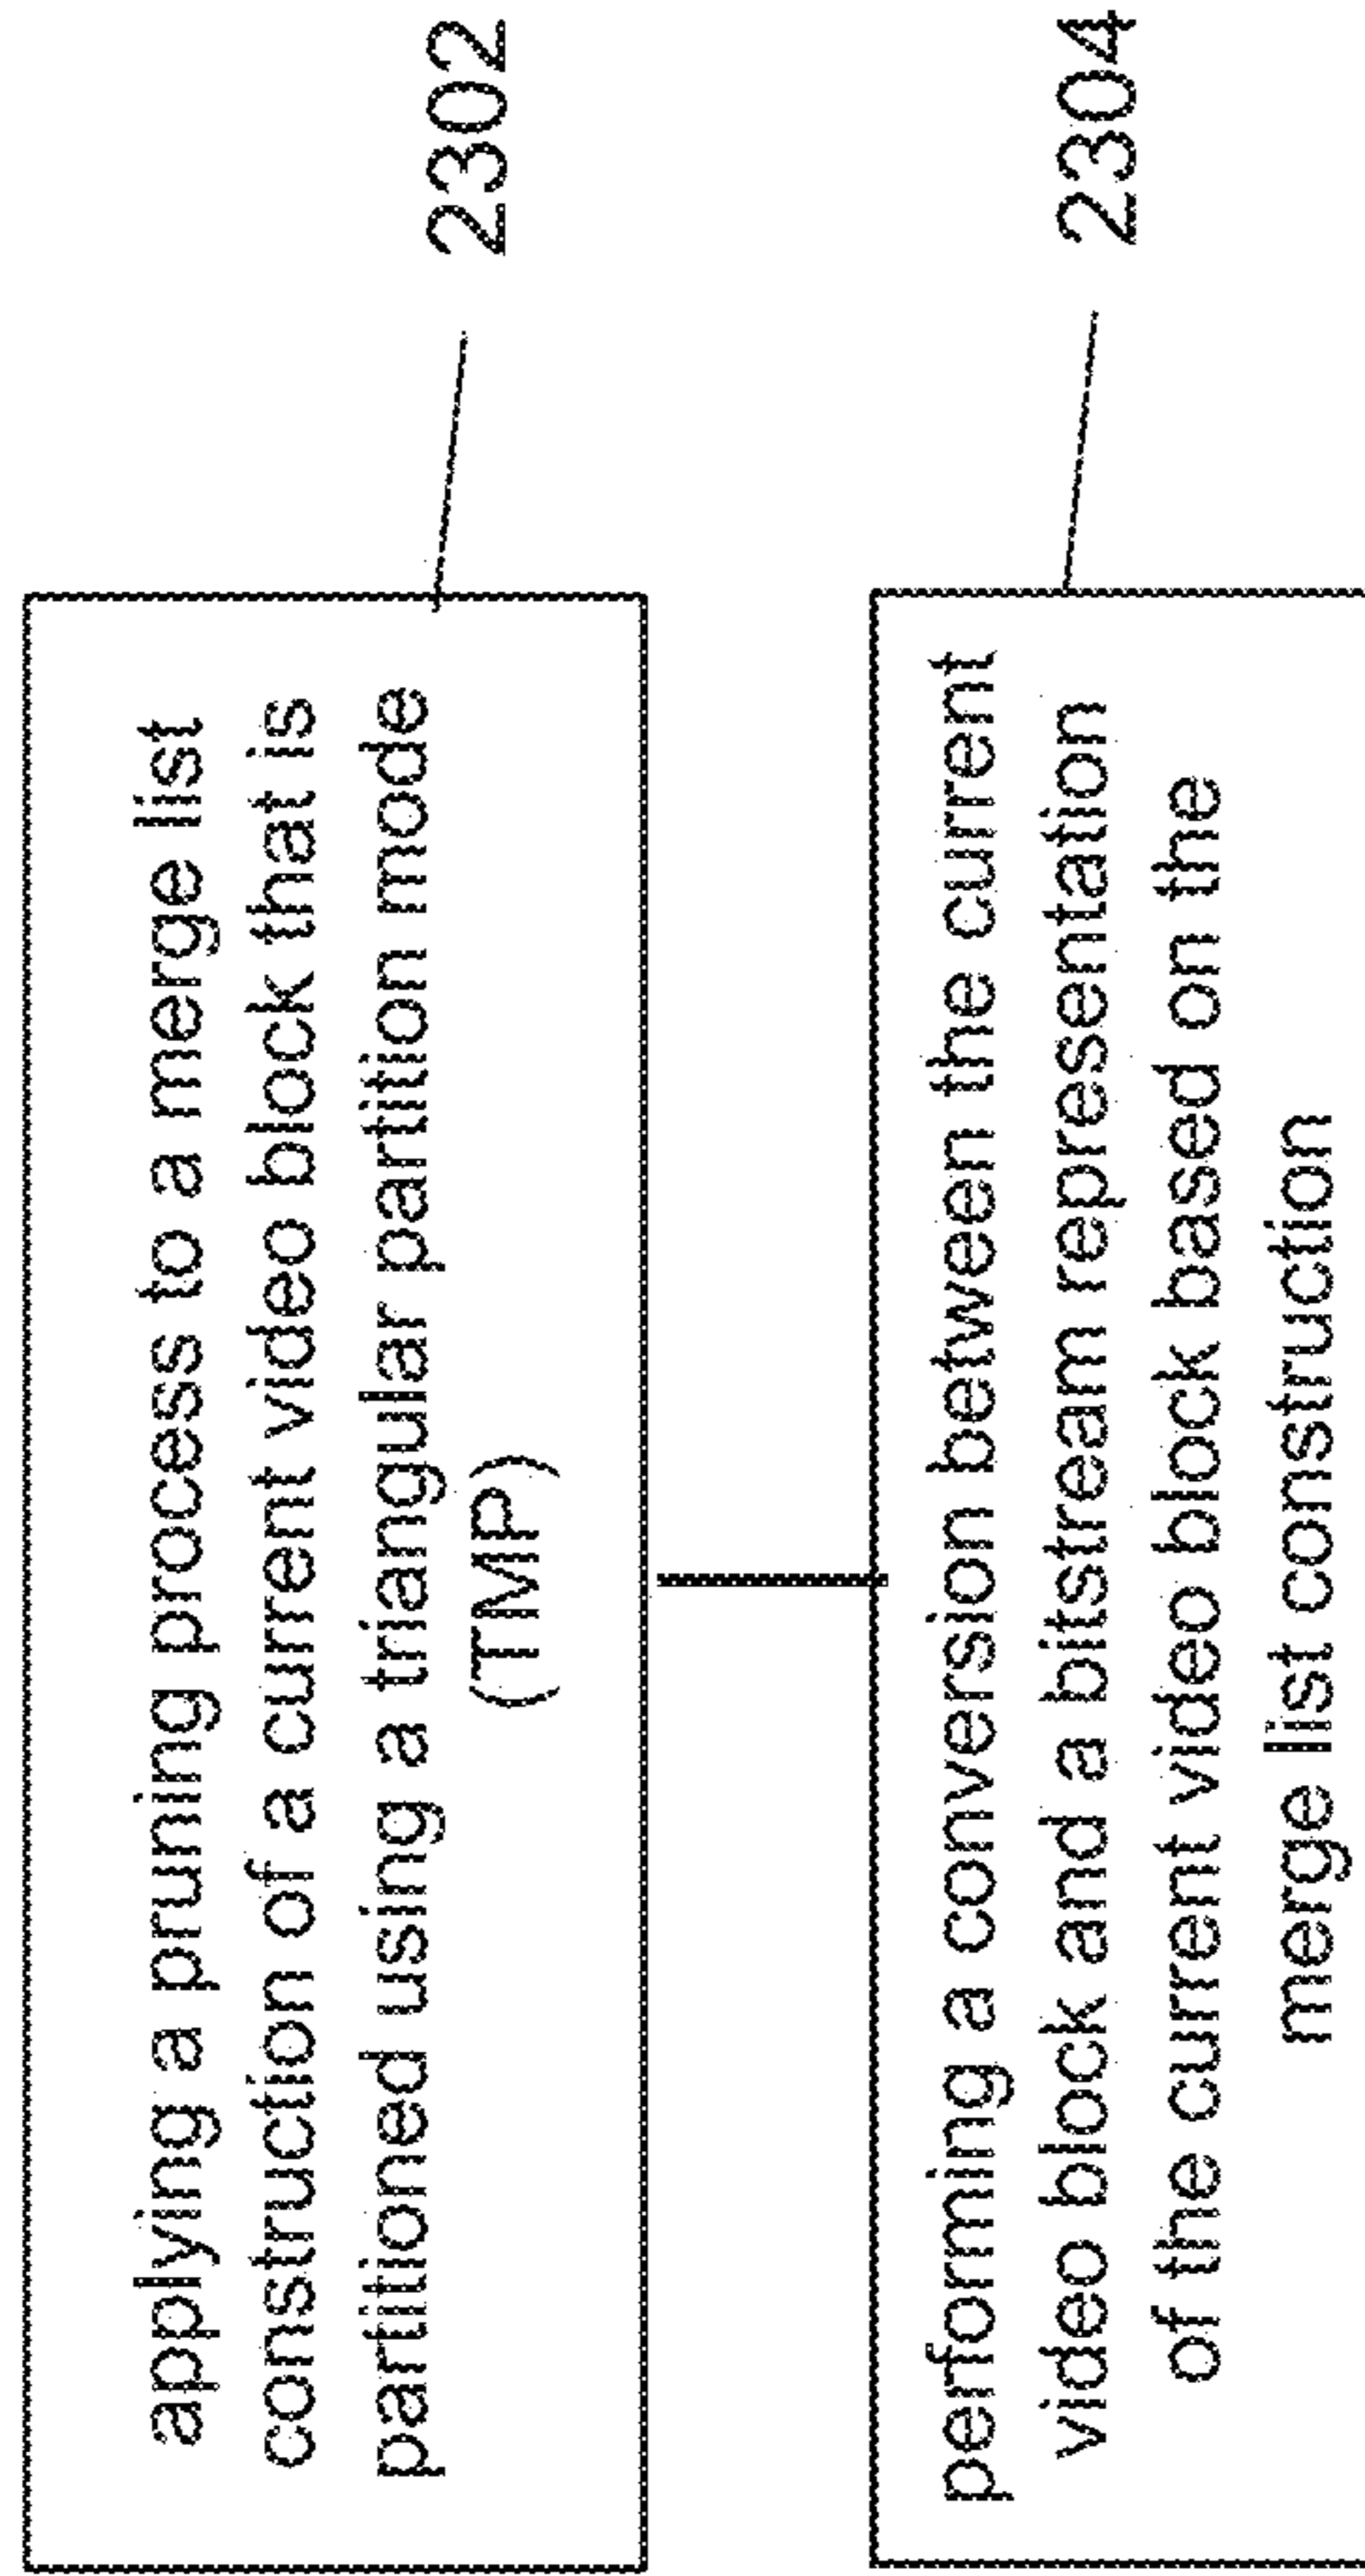 applying a pruning process to a merge list
construction of a current video block that is
partitioned using a triangular partition mode
(TMP)
2302
performing a conversion between the current
video block and a bitstream representation
of the current video block based on the
merge list construction
2304